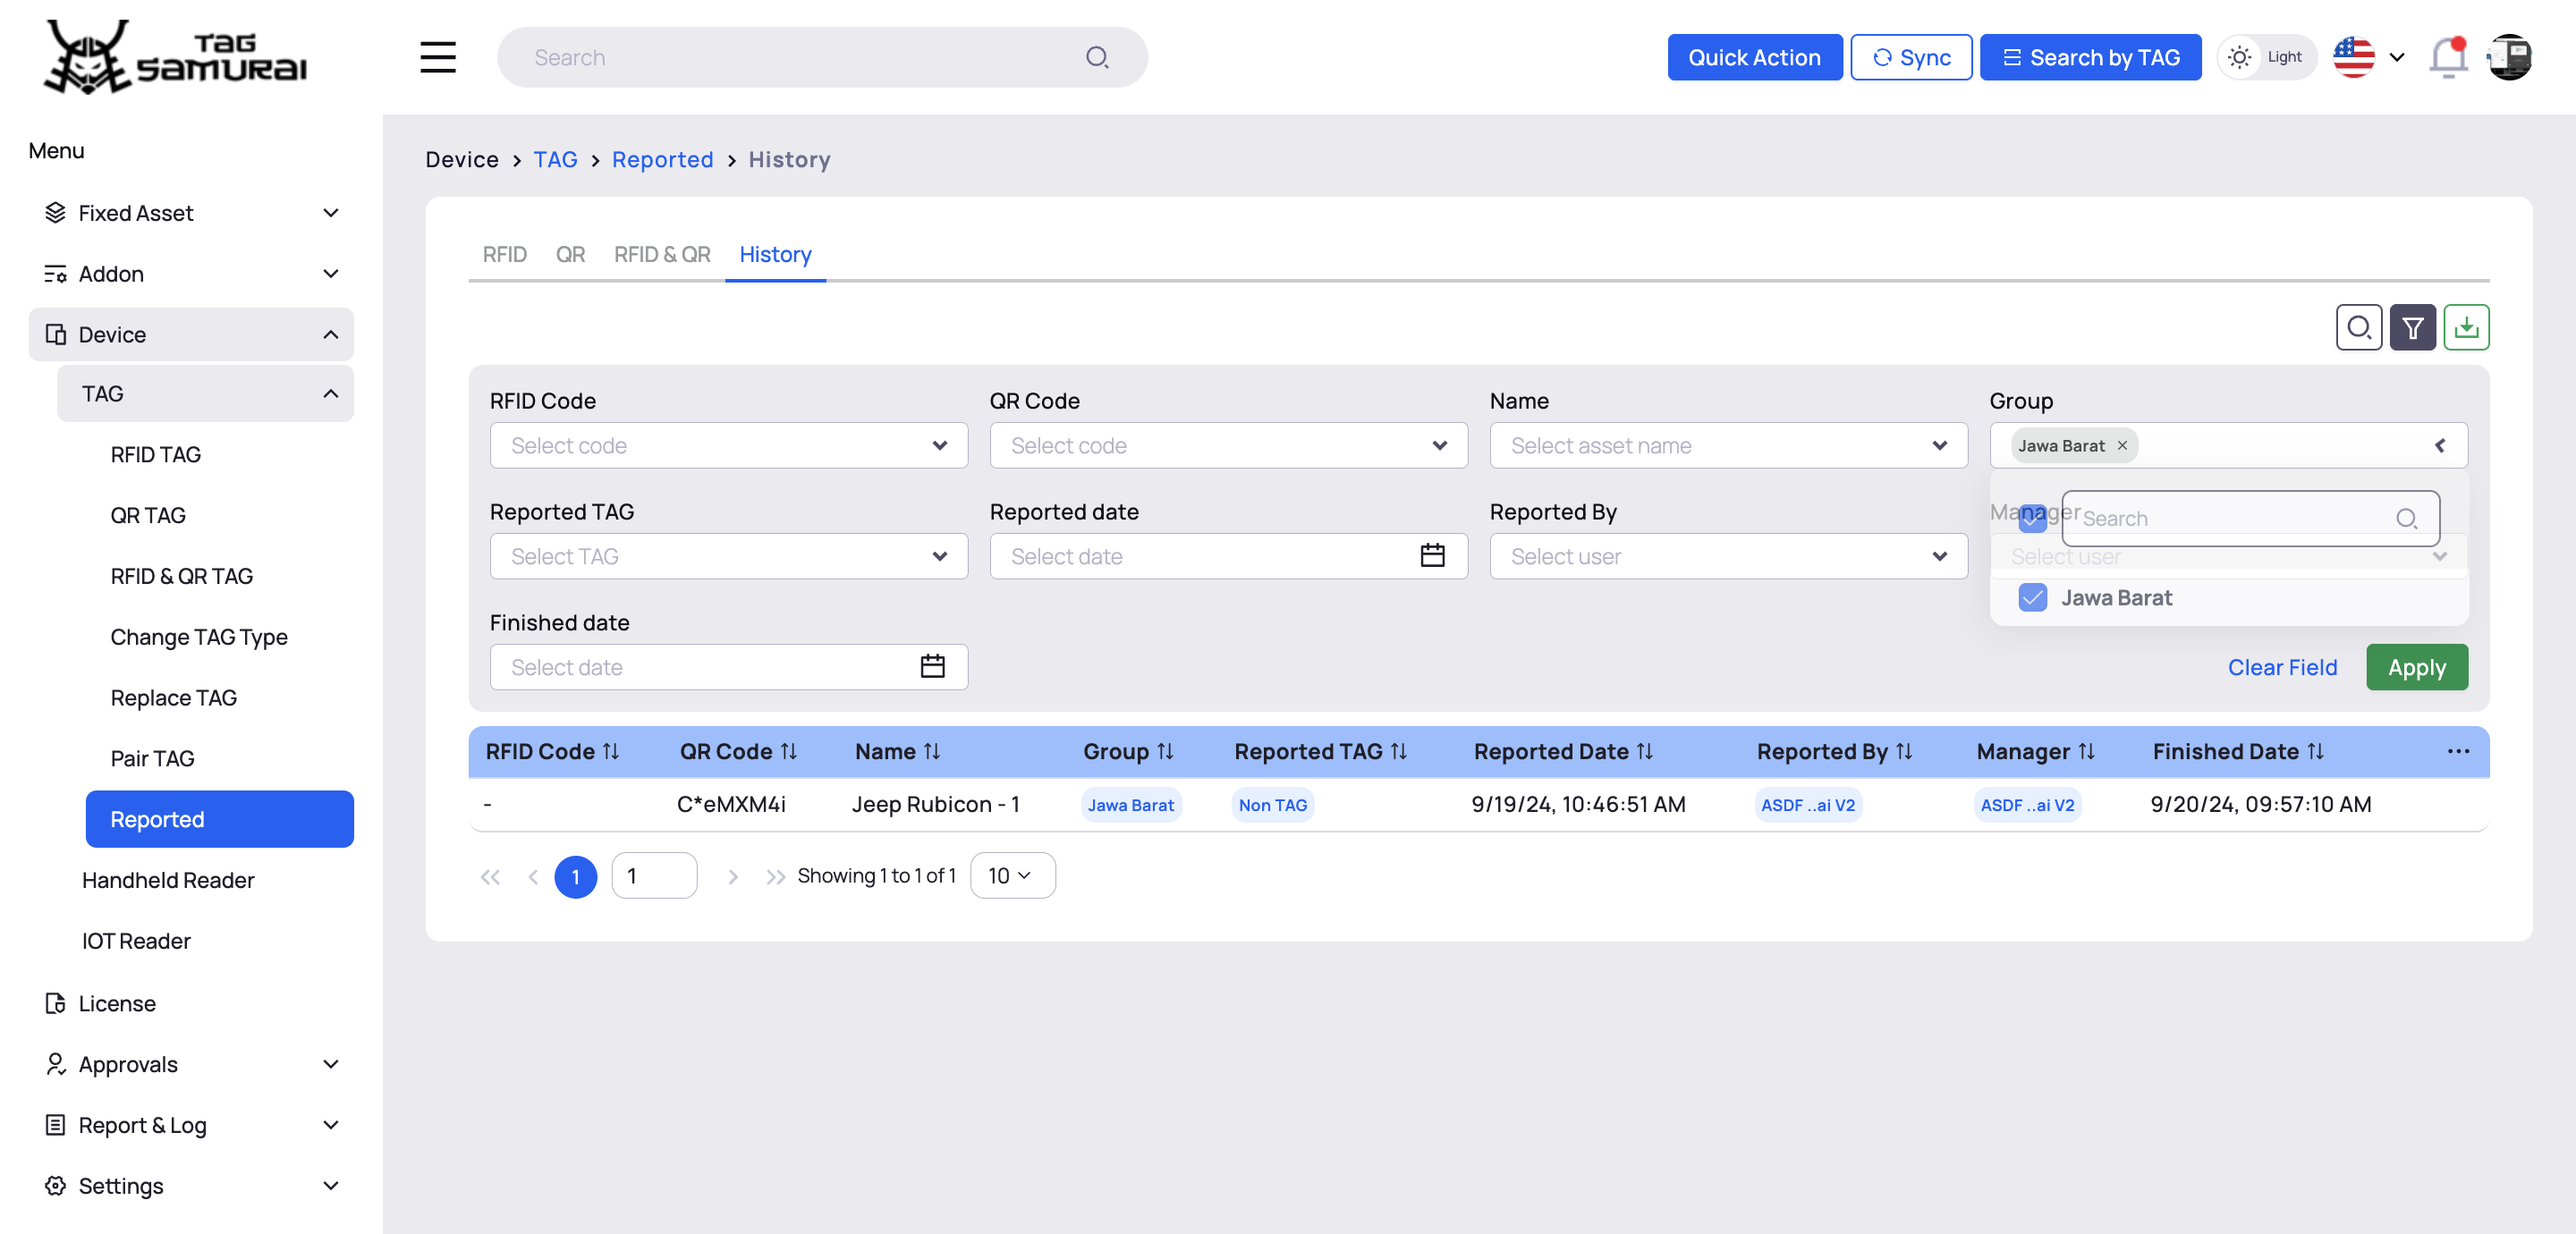 TAG
SAMURAI
Search
Quick Action
Sync
Search by TAG
Light
Menu
Fixed Asset
Addon
Device
TAG
RFID TAG
QR TAG
RFID & QR TAG
Change TAG Type
Replace TAG
Pair TAG
Reported
Handheld Reader
IOT Reader
License
Approvals
Report & Log
Settings
Device > TAG > Reported > History
RFID QR RFID & QR History
RFID Code QR Code Name Group
Select code Select code Select asset name Jawa Barat
Reported TAG Reported date Reported By Manager
Search
Select TAG Select date Select user Select user
Jawa Barat
Finished date
Select date
Clear Field Apply
RFID Code QR Code Name Group Reported TAG Reported Date Reported By Manager Finished Date
- C*eMXM4i Jeep Rubicon - 1 Jawa Barat Non TAG 9/19/24, 10:46:51 AM ASDF ..ai V2 ASDF ..ai V2 9/20/24, 09:57:10 AM
1 1 Showing 1 to 1 of 1 10